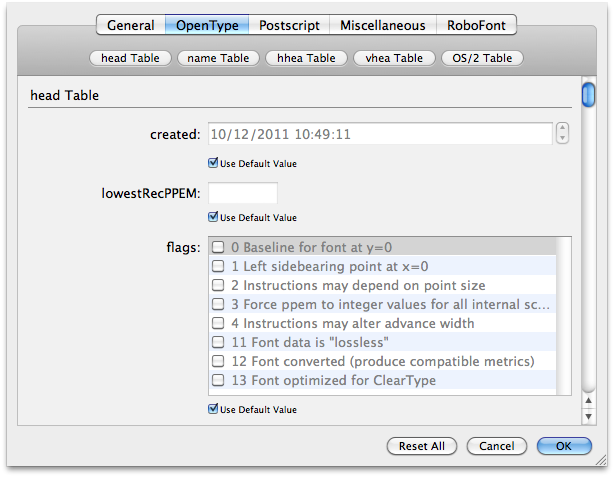 General OpenType Postscript Miscellaneous RoboFont
head Table name Table hhea Table vhea Table OS/2 Table
head Table
created: 10/12/2011 10:49:11
Use Default Value
lowestRecPPEM:
Use Default Value
flags: 0 Baseline for font at y=0
1 Left sidebearing point at x=0
2 Instructions may depend on point size
3 Force ppem to integer values for all internal sc...
4 Instructions may alter advance width
11 Font data is "lossless"
12 Font converted (produce compatible metrics)
13 Font optimized for ClearType
Use Default Value
Reset All Cancel OK